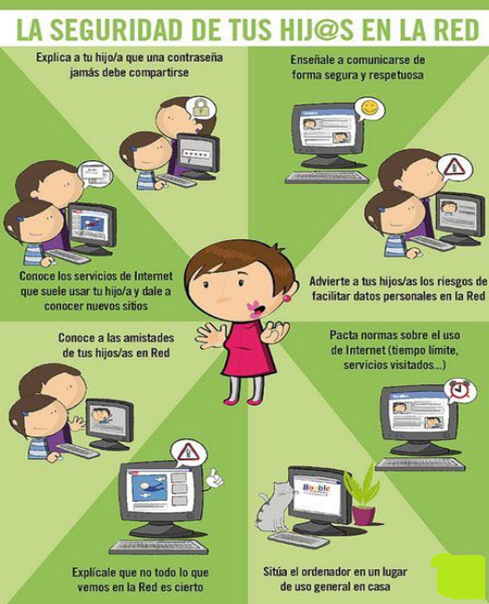 LA SEGURIDAD DE TUS HIJ@S EN LA RED
Explica a tu hijo/a que una contraseña
jamás debe compartirse
Enseñale a comunicarse de
forma segura y respetuosa
Conoce los servicios de Internet
que suele usar tu hijo/a y dale a
conocer nuevos sitios
Advierte a tus hijos/as los riesgos de
facilitar datos personales en la Red
Conoce a las amistades
de tus hijos/as en Red
Pacta normas sobre el uso
de Internet (tiempo límite,
servicios visitados...)
Explícale que no todo lo que
vemos en la Red es cierto
Booble
Sitúa el ordenador en un lugar
de uso general en casa